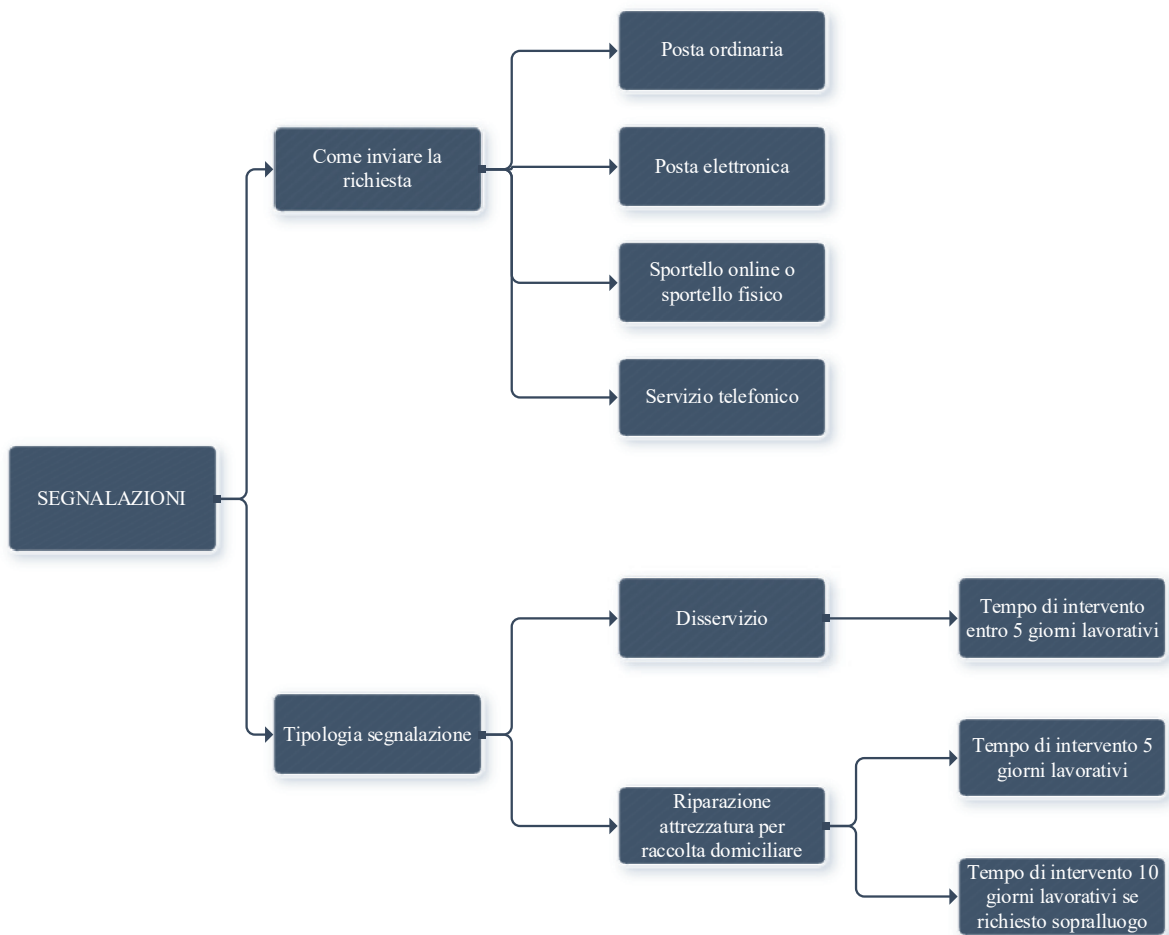 Posta ordinaria
Come inviare la
richiesta
Posta elettronica
Sportello online o
sportello fisico
Servizio telefonico
SEGNALAZIONI
Disservizio
Tempo di intervento
entro 5 giorni lavorativi
Tipologia segnalazione
Tempo di intervento 5
giorni lavorativi
Riparazione
attrezzatura per
raccolta domiciliare
Tempo di intervento 10
giorni lavorativi se
richiesto sopralluogo